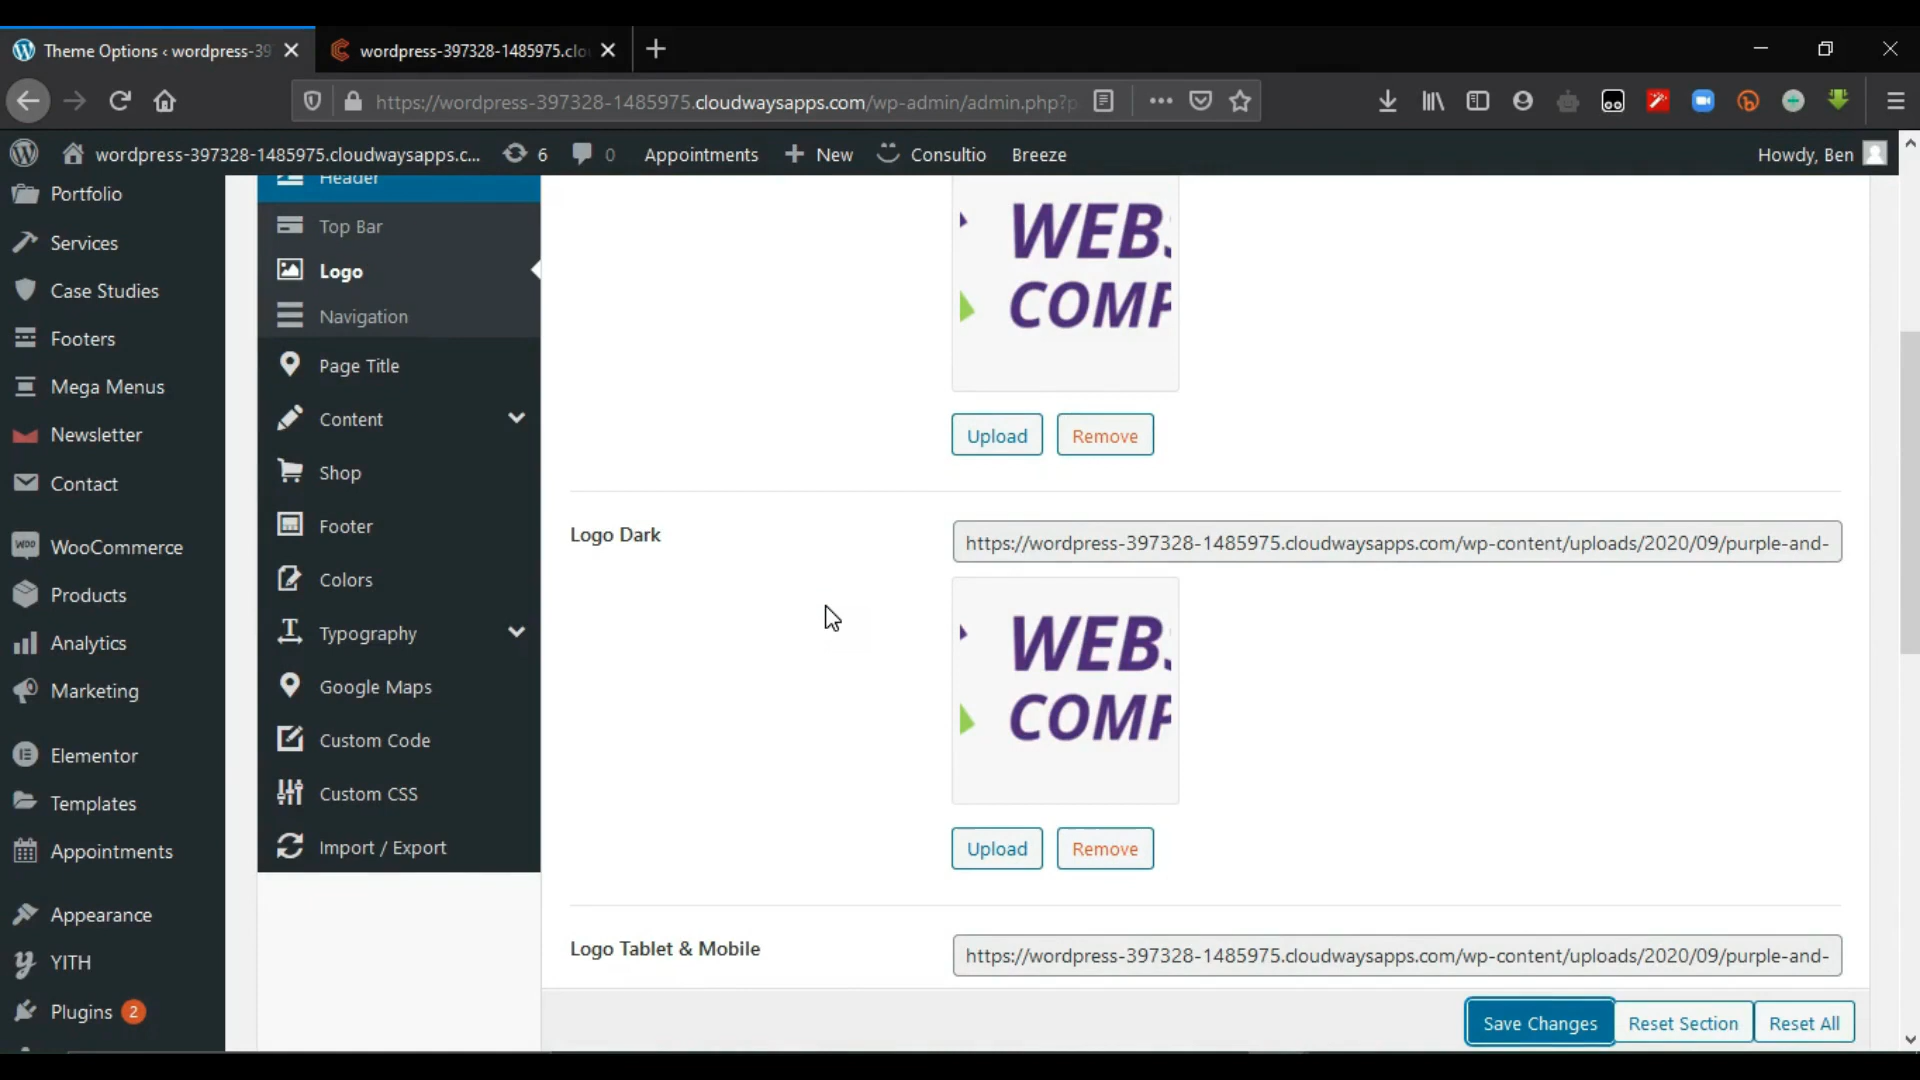 Theme Options ‹ wordpress-39
wordpress-397328-1485975.clo
https://wordpress-397328-1485975.cloudwaysapps.com/wp-admin/admin.php?p
wordpress-397328-1485975.cloudwaysapps.c...
6
0
Appointments
New
Consultio
Breeze
Howdy, Ben
Portfolio
Services
Case Studies
Footers
Mega Menus
Newsletter
Contact
WooCommerce
Products
Analytics
Marketing
Elementor
Templates
Appointments
Appearance
YITH
Plugins 2
Header
Top Bar
Logo
Navigation
Page Title
Content
Shop
Footer
Colors
Typography
Google Maps
Custom Code
Custom CSS
Import / Export
WEBS
COMP
Upload
Remove
Logo Dark
https://wordpress-397328-1485975.cloudwaysapps.com/wp-content/uploads/2020/09/purple-and-
WEBS
COMP
Upload
Remove
Logo Tablet & Mobile
https://wordpress-397328-1485975.cloudwaysapps.com/wp-content/uploads/2020/09/purple-and-
Save Changes
Reset Section
Reset All